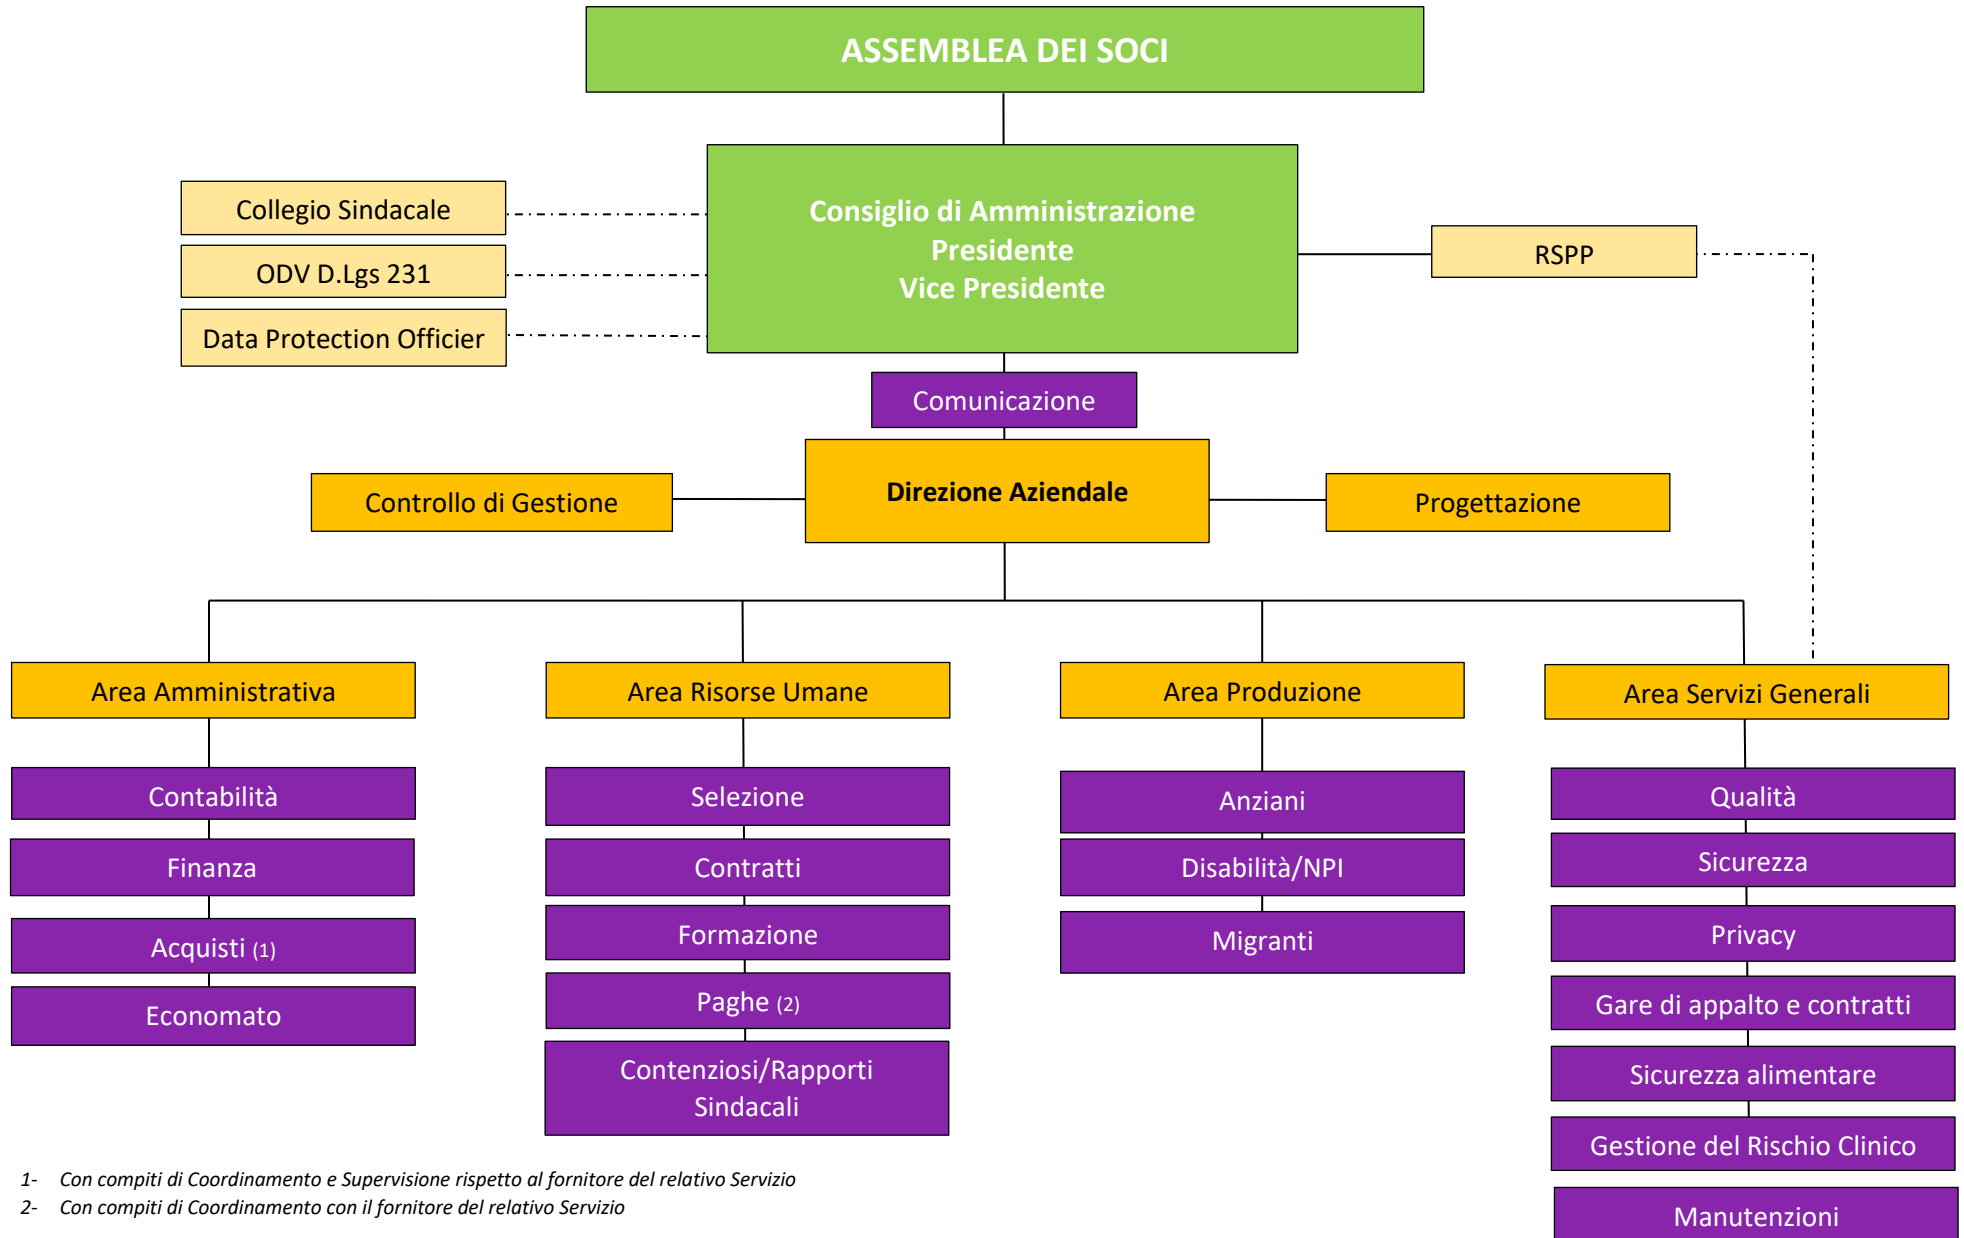 ASSEMBLEA DEI SOCI
Collegio Sindacale
ODV D.Lgs 231
Data Protection Officier
Consiglio di Amministrazione
Presidente
Vice Presidente
RSPP
Comunicazione
Controllo di Gestione
Direzione Aziendale
Progettazione
Area Amministrativa
Contabilità
Finanza
Acquisti (1)
Economato
Area Risorse Umane
Selezione
Contratti
Formazione
Paghe (2)
Contenziosi/Rapporti
Sindacali
Area Produzione
Anziani
Disabilità/NPI
Migranti
Area Servizi Generali
Qualità
Sicurezza
Privacy
Gare di appalto e contratti
Sicurezza alimentare
Gestione del Rischio Clinico
Manutenzioni
1- Con compiti di Coordinamento e Supervisione rispetto al fornitore del relativo Servizio
2- Con compiti di Coordinamento con il fornitore del relativo Servizio